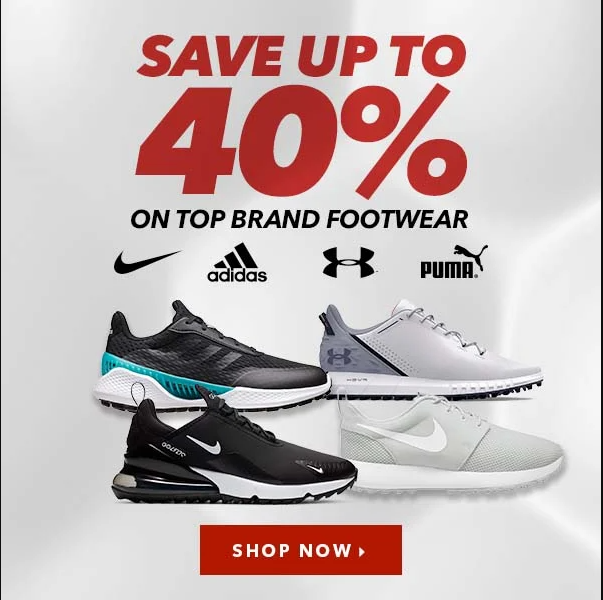 SAVE UP TO
40%
ON TOP BRAND FOOTWEAR
adidas PUMA
SHOP NOW